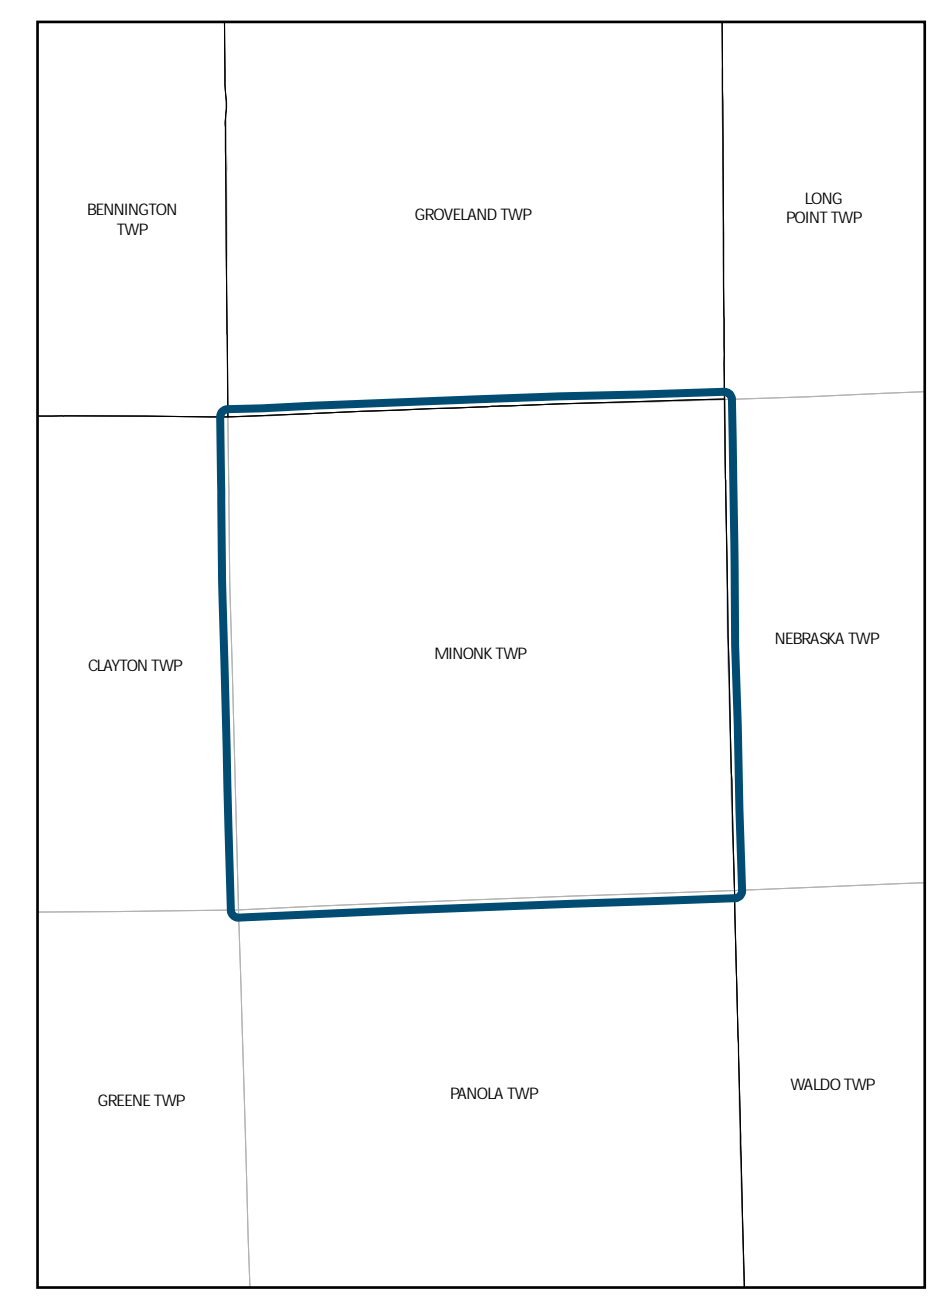 BENNINGTON
TWP
GROVELAND TWP
LONG
POINT TWP
CLAYTON TWP
MINONK TWP
NEBRASKA TWP
GREENE TWP
PANOLA TWP
WALDO TWP